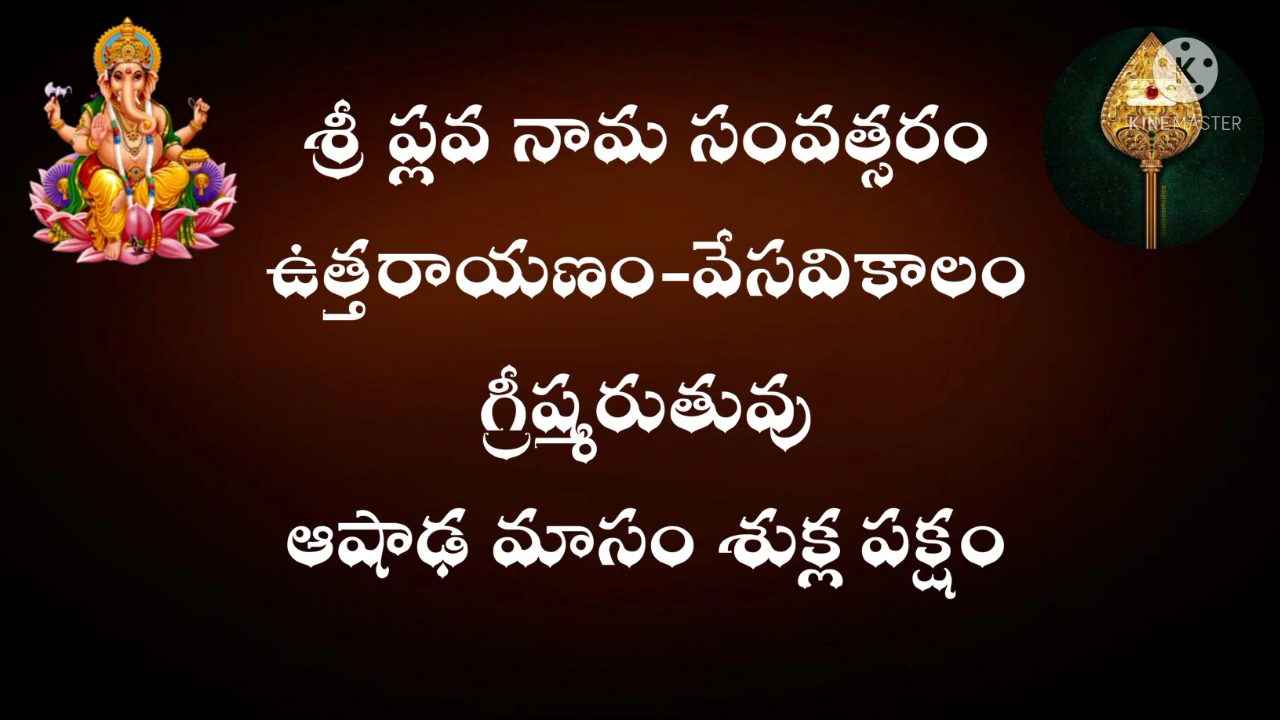 శ్రీ ప్లవ నామ సంవత్సరం
KINEMASTER
ఉత్తరాయణం-వేసవికాలం
గ్రీష్మరుతువు
ఆషాఢ మాసం శుక్ల పక్షం